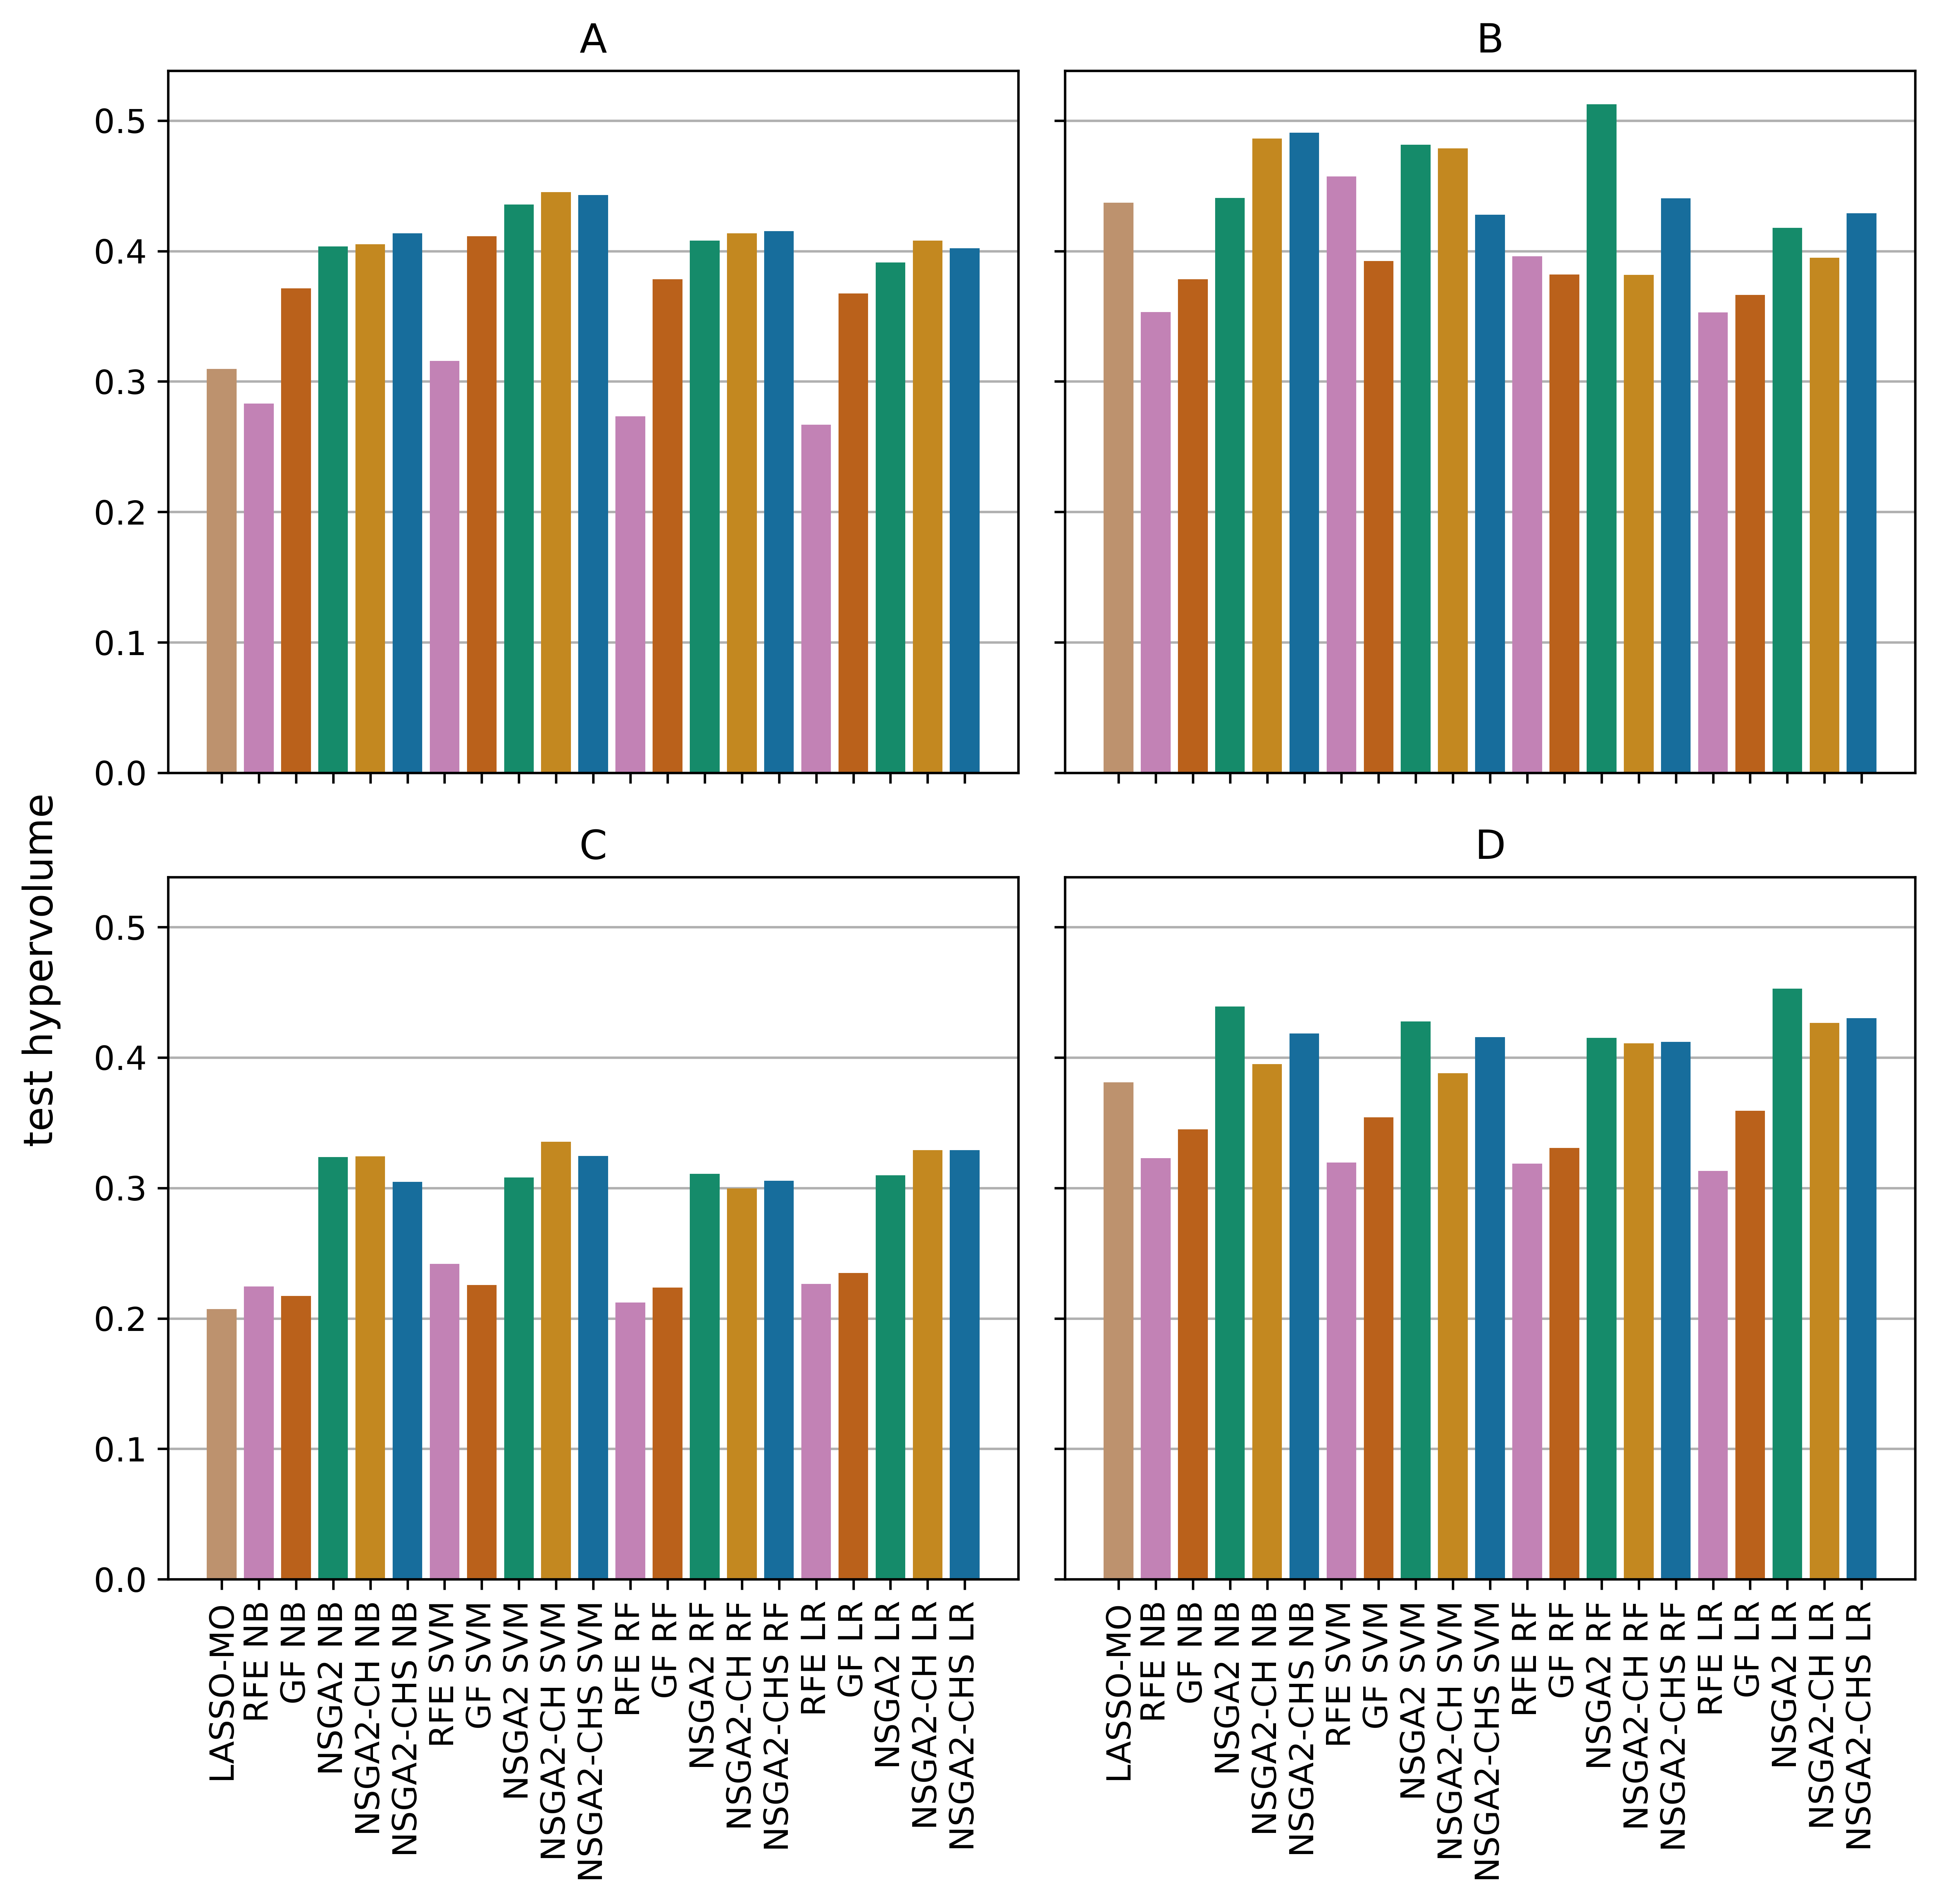 A
B
0.5
0.4
0.3
0.2
0.1
0.0
test hypervolume
C
D
0.5
0.4
0.3
0.2
0.1
0.0
LASSO-MO
RFE NB
GF NB
NSGA2 NB
NSGA2-CH NB
NSGA2-CHS NB
RFE SVM
GF SVM
NSGA2 SVM
NSGA2-CH SVM
NSGA2-CHS SVM
RFE RF
GF RF
NSGA2 RF
NSGA2-CH RF
NSGA2-CHS RF
RFE LR
GF LR
NSGA2 LR
NSGA2-CH LR
NSGA2-CHS LR
LASSO-MO
RFE NB
GF NB
NSGA2 NB
NSGA2-CH NB
NSGA2-CHS NB
RFE SVM
GF SVM
NSGA2 SVM
NSGA2-CH SVM
NSGA2-CHS SVM
RFE RF
GF RF
NSGA2 RF
NSGA2-CH RF
NSGA2-CHS RF
RFE LR
GF LR
NSGA2 LR
NSGA2-CH LR
NSGA2-CHS LR